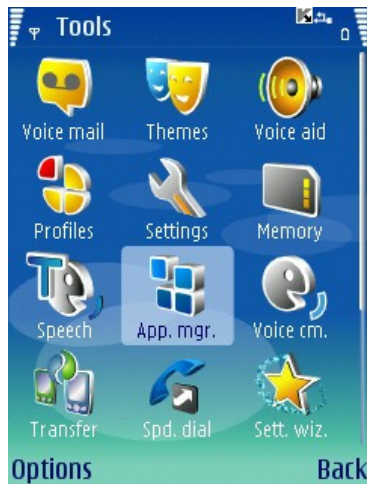 Tools
Voice mail Themes Voice aid
Profiles Settings Memory
Speech App. mgr. Voice cm.
Transfer Spd. dial Sett. wiz.
Options Back